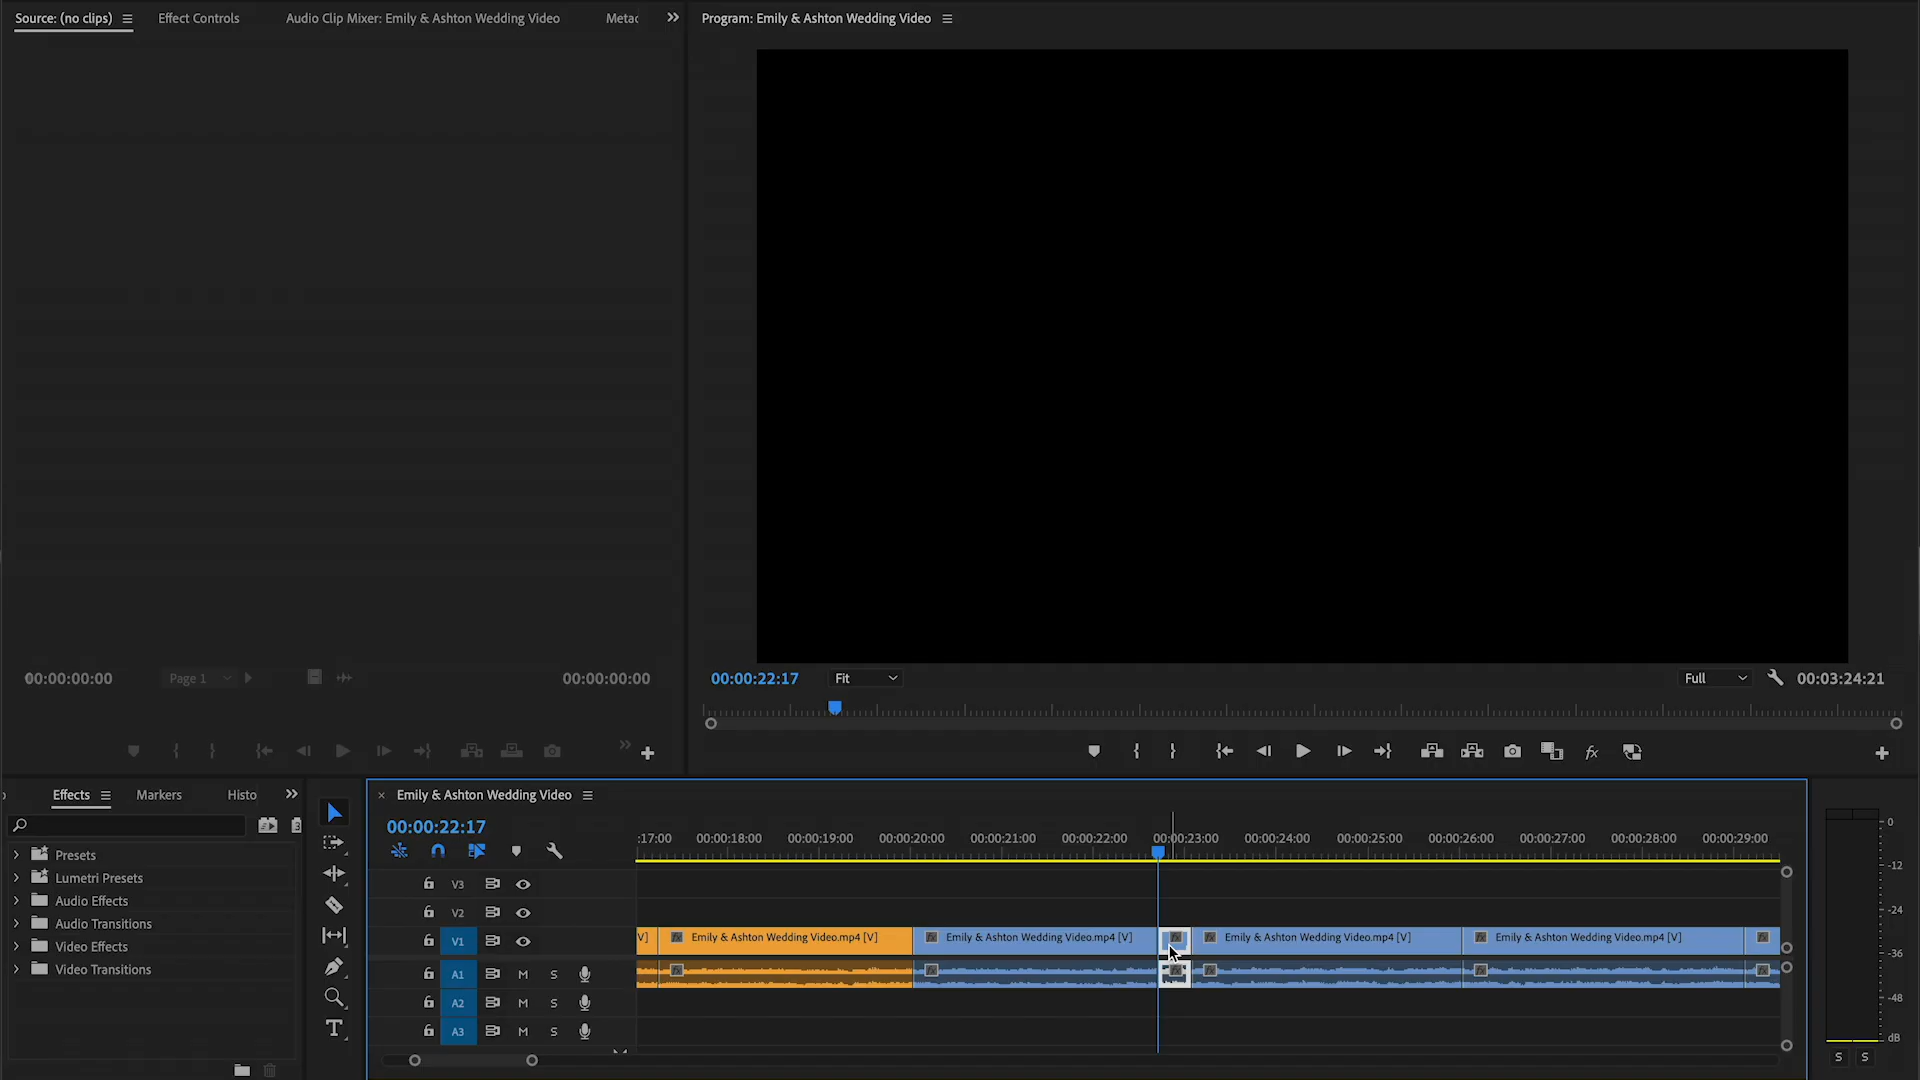 Source: (no clips)
Effect Controls
Audio Clip Mixer: Emily & Ashton Wedding Video
Metac
Program: Emily & Ashton Wedding Video
00:00:00:00
Page 1
00:00:00:00
00:00:22:17
Fit
Full
00:03:24:21
Effects
Markers
Histo
Presets
Lumetri Presets
Audio Effects
Audio Transitions
Video Effects
Video Transitions
Emily & Ashton Wedding Video
00:00:22:17
:17:00
00:00:18:00
00:00:19:00
00:00:20:00
00:00:21:00
00:00:22:00
00:00:23:00
00:00:24:00
00:00:25:00
00:00:26:00
00:00:27:00
00:00:28:00
00:00:29:00
V3
V2
V1
V]
Emily & Ashton Wedding Video.mp4 [V]
Emily & Ashton Wedding Video.mp4 [V]
Emily & Ashton Wedding Video.mp4 [V]
Emily & Ashton Wedding Video.mp4 [V]
A1
M
S
A2
M
S
A3
M
S
0
-12
-24
-36
-48
dB
S
S